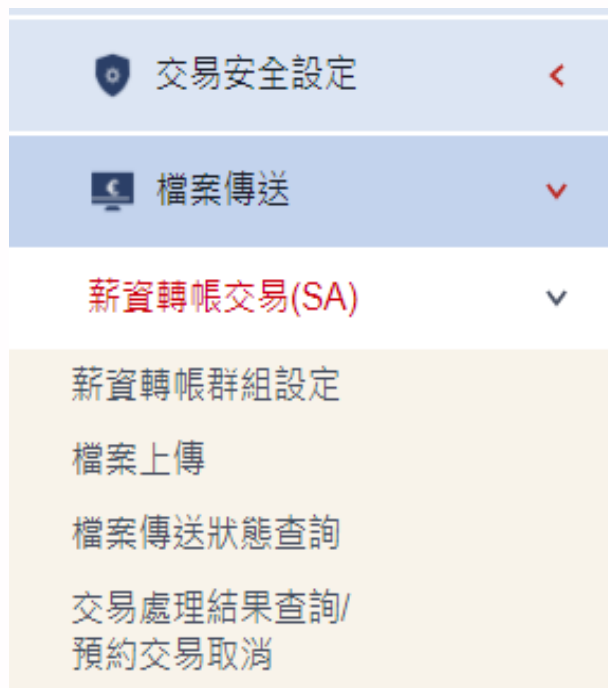 交易安全設定
檔案傳送
薪資轉帳交易(SA)
薪資轉帳群組設定
檔案上傳
檔案傳送狀態查詢
交易處理結果查詢/
預約交易取消